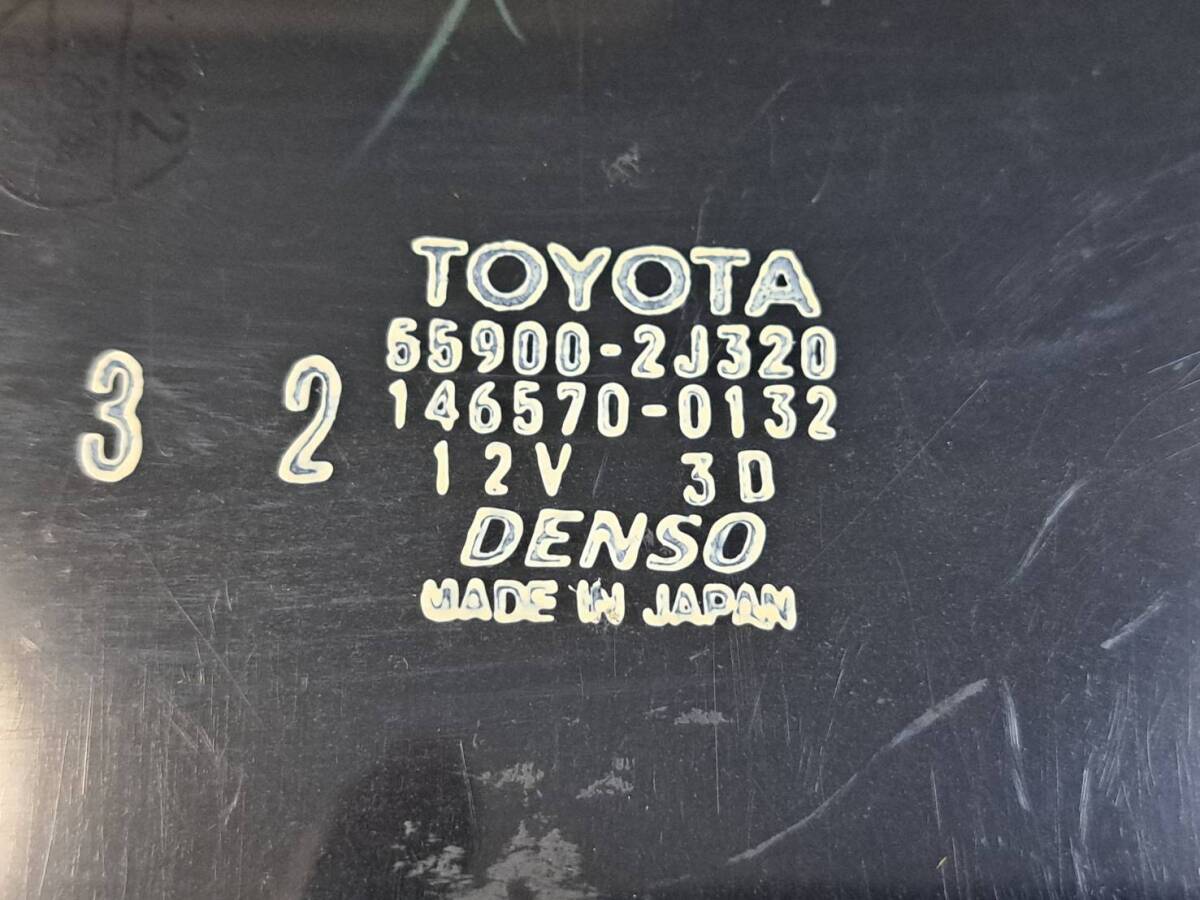 TOYOTA
55900-2J320
146570-0132
3 2
12V 3D
DENSO
MADE IN JAPAN